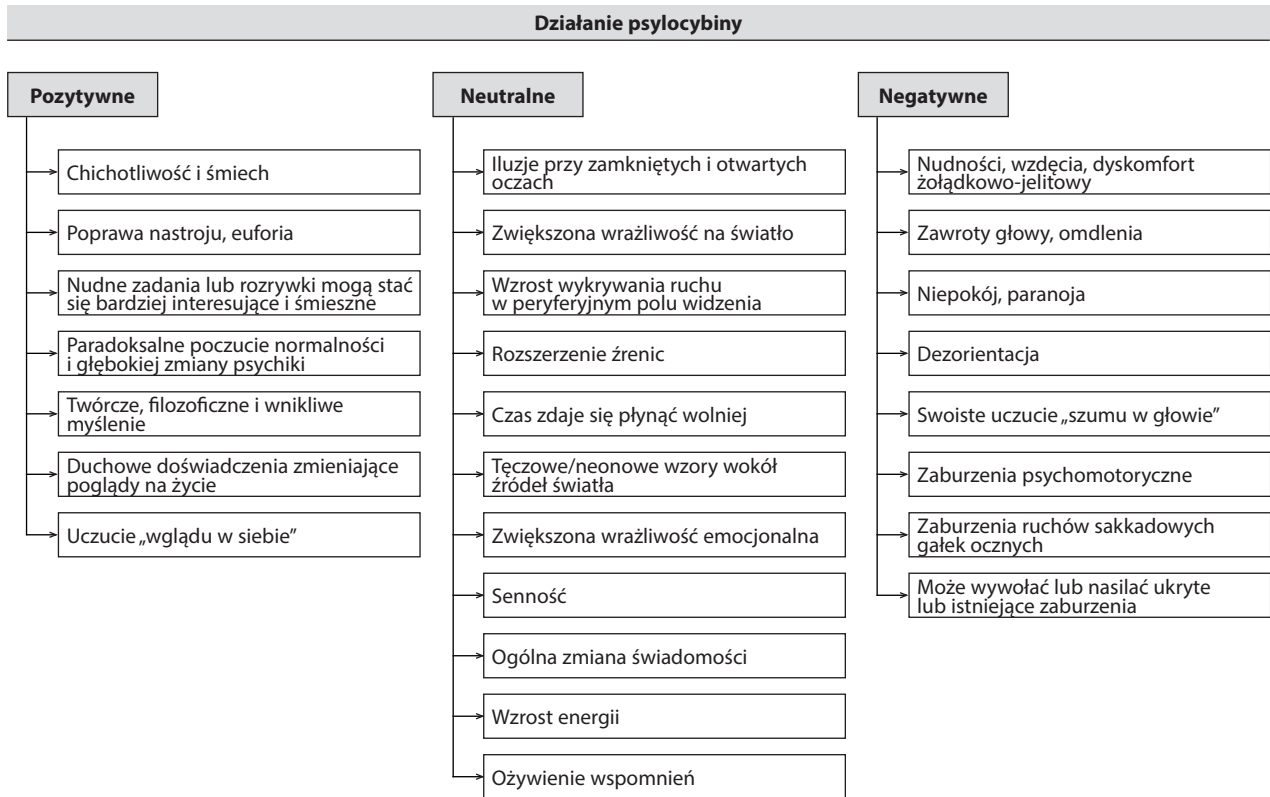 Działanie psylocybiny
Pozytywne
Chichotliwość i śmiech
Poprawa nastroju, euforia
Nudne zadania lub rozrywki mogą stać
się bardziej interesujące i śmieszne
Paradoksalne poczucie normalności
i głębokiej zmiany psychiki
Twórcze, filozoficzne i wnikliwe
myślenie
Duchowe doświadczenia zmieniające
poglądy na życie
Uczucie „wglądu w siebie”
Neutralne
Iluzje przy zamkniętych i otwartych
oczach
Zwiększona wrażliwość na światło
Wzrost wykrywania ruchu
w peryferyjnym polu widzenia
Rozszerzenie źrenic
Czas zdaje się płynąć wolniej
Tęczowe/neonowe wzory wokół
źródeł światła
Zwiększona wrażliwość emocjonalna
Senność
Ogólna zmiana świadomości
Wzrost energii
Ożywienie wspomnień
Negatywne
Nudności, wzdęcia, dyskomfort
żołądkowo-jelitowy
Zawroty głowy, omdlenia
Niepokój, paranoja
Dezorientacja
Swoiste uczucie „szumu w głowie”
Zaburzenia psychomotoryczne
Zaburzenia ruchów sakkadowych
gałek ocznych
Może wywołać lub nasilać ukryte
lub istniejące zaburzenia